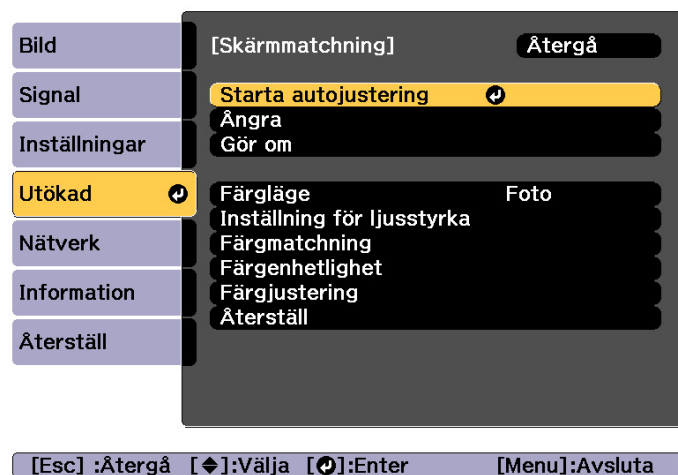 Bild
Signal
Inställningar
Utökad
Nätverk
Information
Återställ
[Skärmmatchning] Återgå
Starta autojustering
Ångra
Gör om
Färgläge Foto
Inställning för ljusstyrka
Färgmatchning
Färgenhetlighet
Färgjustering
Återställ
[Esc] :Återgå [◆]:Välja [⏎]:Enter [Menu]:Avsluta